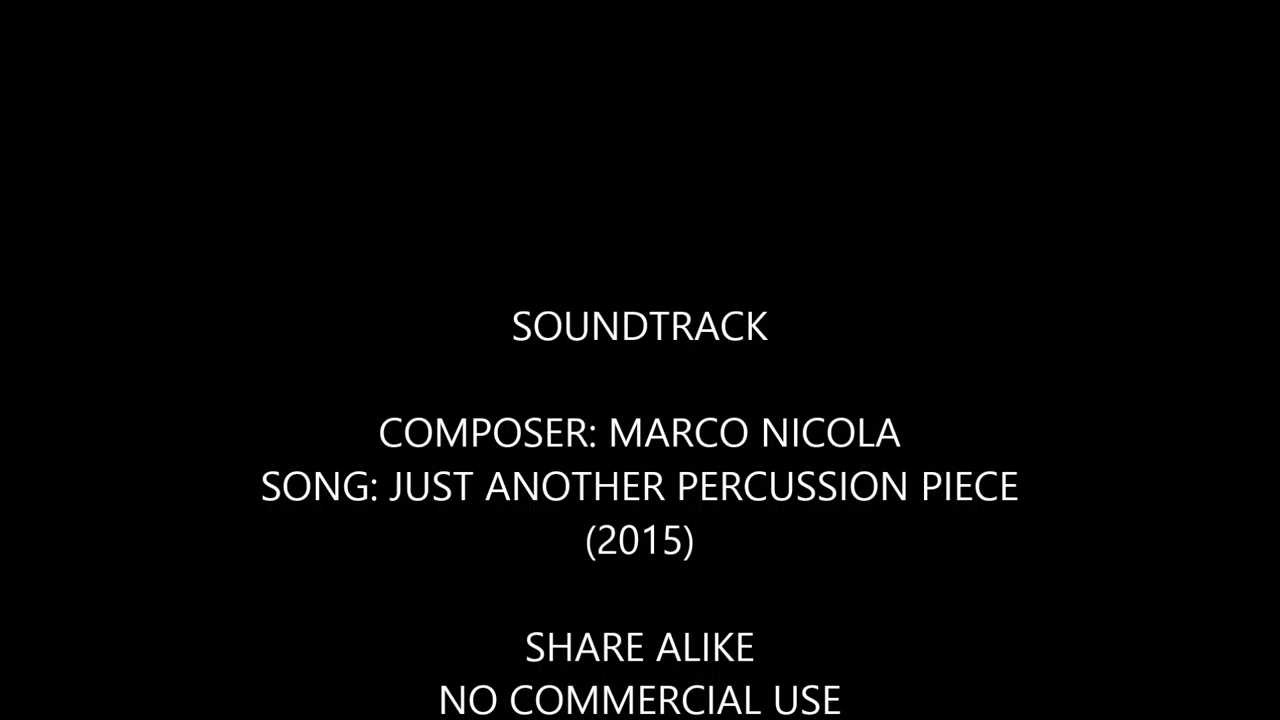 SOUNDTRACK
COMPOSER: MARCO NICOLA
SONG: JUST ANOTHER PERCUSSION PIECE
(2015)
SHARE ALIKE
NO COMMERCIAL USE